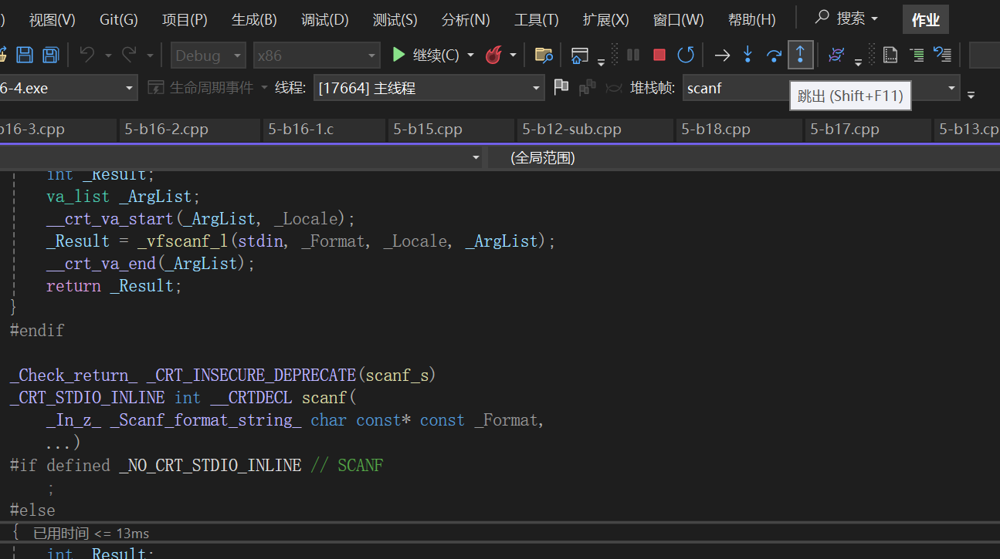 ) 视图(V) Git(G) 项目(P) 生成(B) 调试(D) 测试(S) 分析(N) 工具(T) 扩展(X) 窗口(W) 帮助(H) 搜索 作业
Debug x86 继续(C)
6-4.exe 生命周期事件 线程: [17664] 主线程 堆栈帧: scanf
跳出 (Shift+F11)
b16-3.cpp 5-b16-2.cpp 5-b16-1.c 5-b15.cpp 5-b12-sub.cpp 5-b18.cpp 5-b17.cpp 5-b13.cp
(全局范围)
int _Result;
va_list _ArgList;
__crt_va_start(_ArgList, _Locale);
_Result = _vfscanf_l(stdin, _Format, _Locale, _ArgList);
__crt_va_end(_ArgList);
return _Result;
}
#endif
_Check_return_ _CRT_INSECURE_DEPRECATE(scanf_s)
_CRT_STDIO_INLINE int __CRTDECL scanf(
_In_z_ _Scanf_format_string_ char const* const _Format,
...)
#if defined _NO_CRT_STDIO_INLINE // SCANF
;
#else
{ 已用时间 <= 13ms
int _Result;